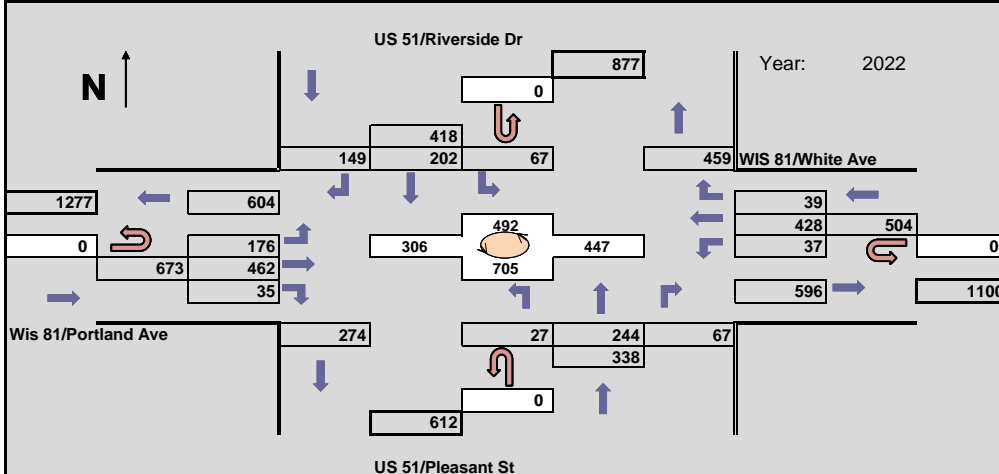 US 51/Riverside Dr
877
Year: 2022
N
0
418
149 202 67
459 WIS 81/White Ave
1277 604 39
492
428 504
0 176 306 447 37 0
673 462 705
35 596 1100
Wis 81/Portland Ave
274 27 244 67
338
0
612
US 51/Pleasant St